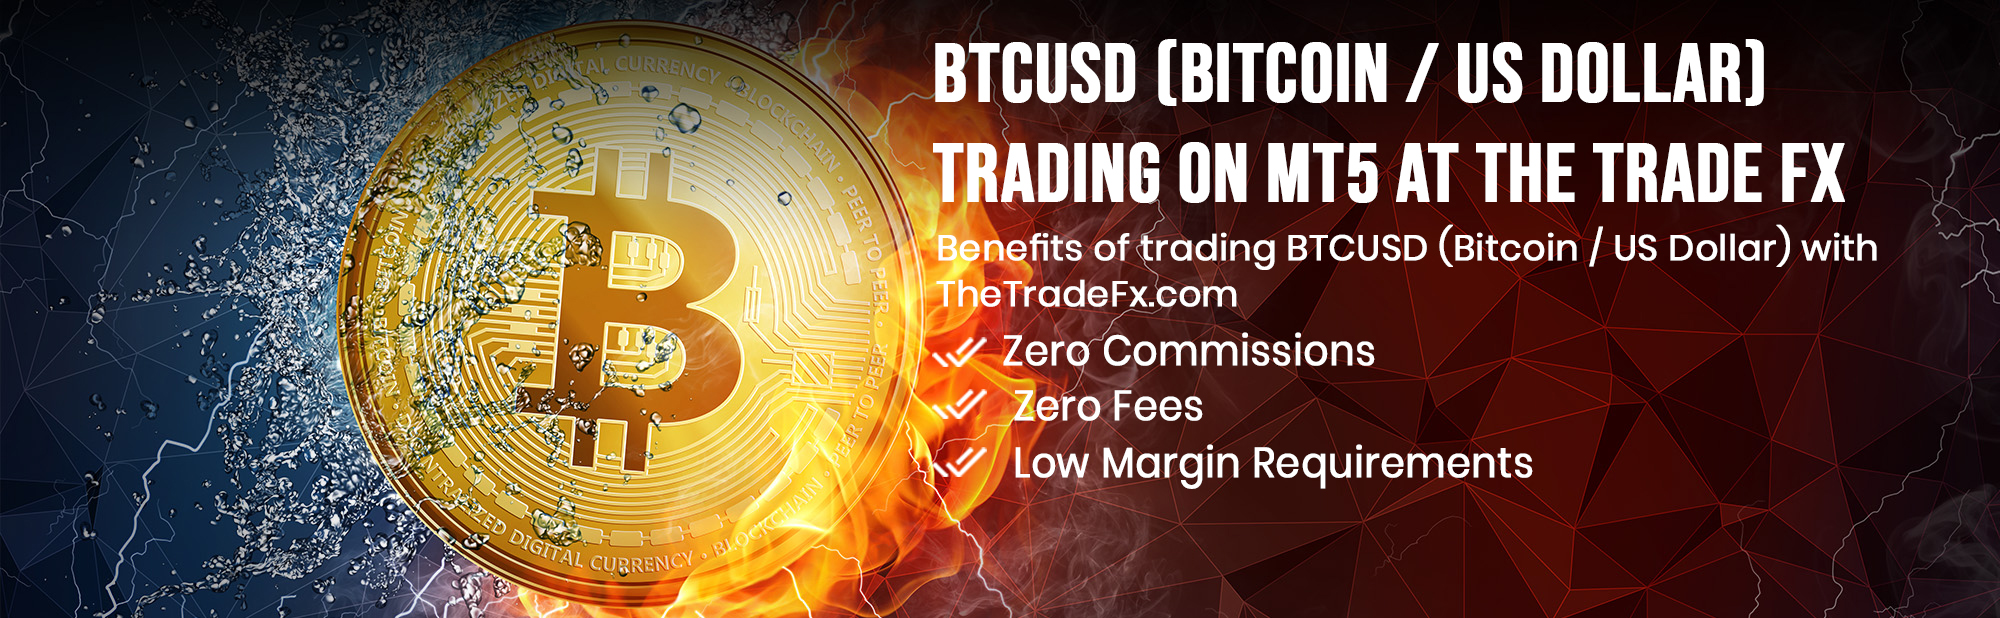 BTCUSD (BITCOIN / US DOLLAR)
TRADING ON MT5 AT THE TRADE FX
Benefits of trading BTCUSD (Bitcoin / US Dollar) with
TheTradeFx.com
Zero Commissions
Zero Fees
Low Margin Requirements
DIGITAL CURRENCY • BLOCKCHAIN • PEER TO PEER •
BITCOIN •
DIGITAL CURRENCY • BLOCKCHAIN • PEER TO PEER